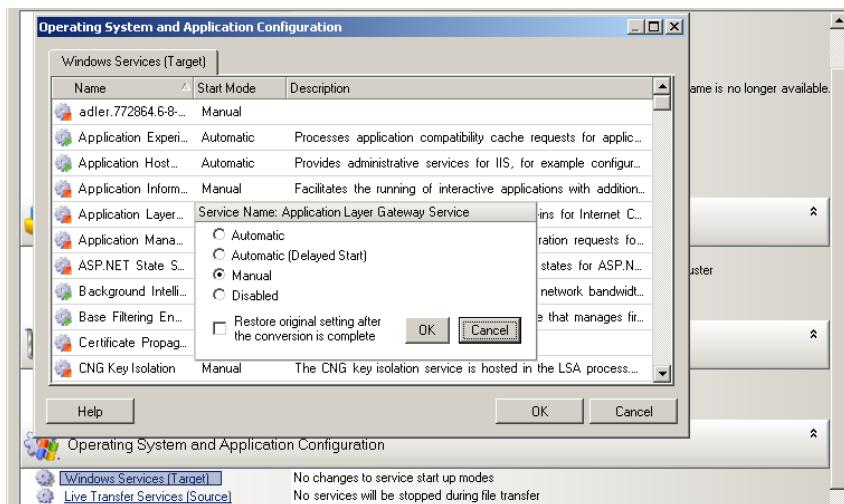 Operating System and Application Configuration
Windows Services (Target)
Name Start Mode Description
ame is no longer available.
adler.772864.6-8-... Manual
Application Experi... Automatic Processes application compatibility cache requests for applic...
Application Host... Automatic Provides administrative services for IIS, for example configur...
Application Inform... Manual Facilitates the running of interactive applications with addition...
Application Layer... Service Name: Application Layer Gateway Service -ins for Internet C...
Automatic
Application Mana... ration requests fo...
Automatic (Delayed Start)
ASP.NET State S... states for ASP.N...
uster
Manual
Background Intelli... network bandwidt...
Disabled
Base Filtering En... e that manages fir...
Restore original setting after
the conversion is complete
OK Cancel
Certificate Propag...
CNG Key Isolation Manual The CNG key isolation service is hosted in the LSA process....
Help OK Cancel
Operating System and Application Configuration
Windows Services (Target) No changes to service start up modes
Live Transfer Services (Source) No services will be stopped during file transfer